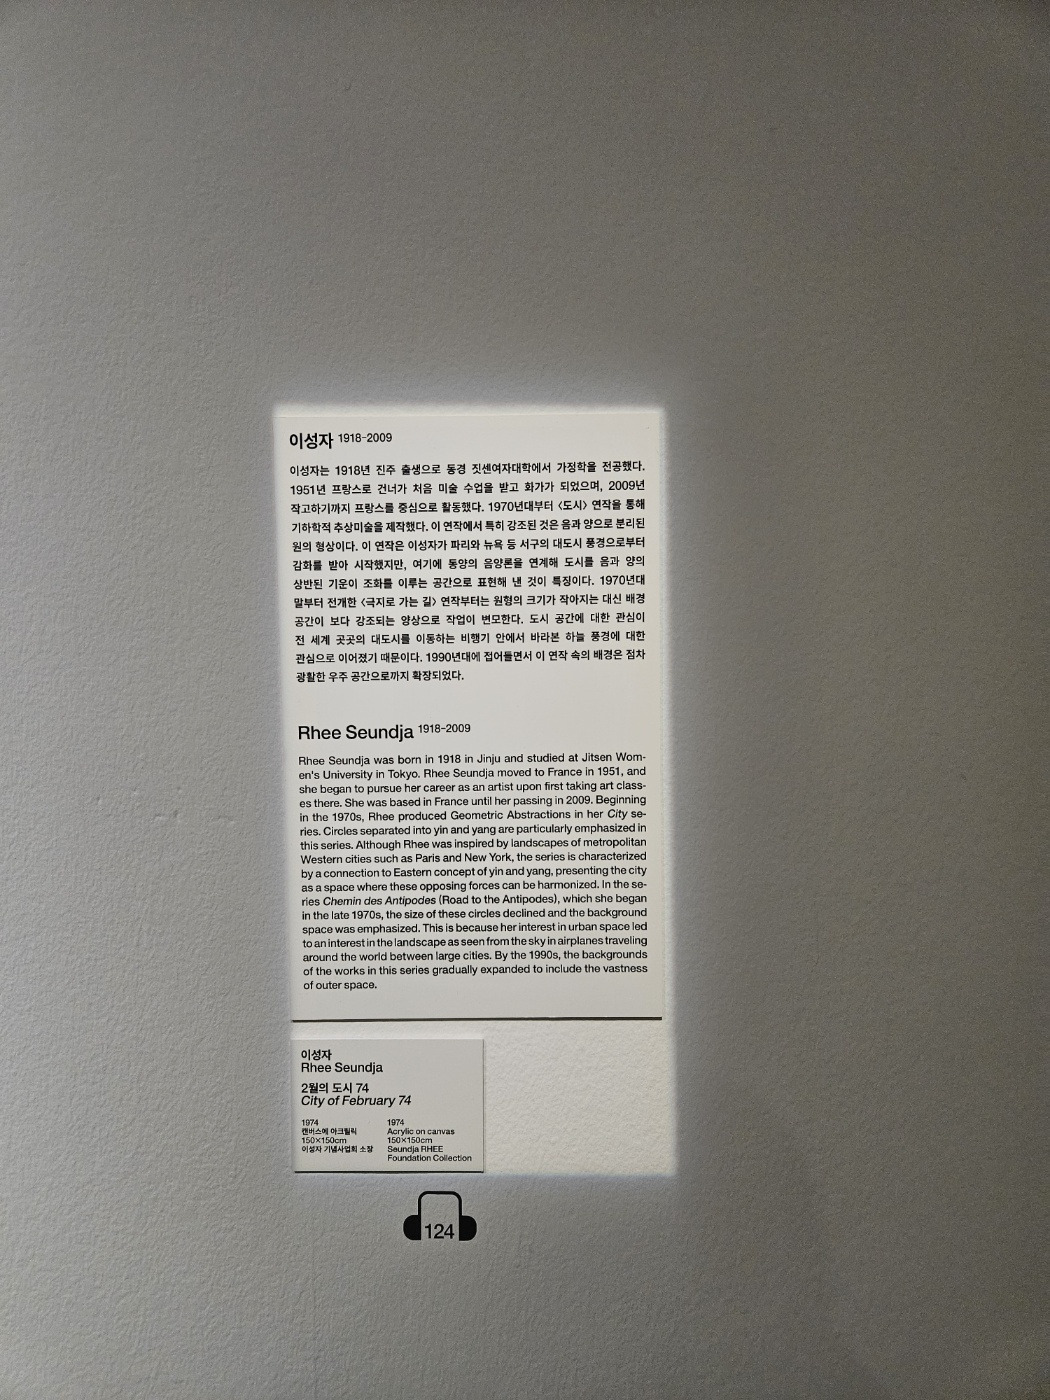 이성자 1918-2009
이성자는 1918년 진주 출생으로 동경 짓센여자대학에서 가정학을 전공했다.
1951년 프랑스로 건너가 처음 미술 수업을 받고 화가가 되었으며, 2009년
작고하기까지 프랑스를 중심으로 활동했다. 1970년대부터 〈도시〉 연작을 통해
기하학적 추상미술을 제작했다. 이 연작에서 특히 강조된 것은 음과 양으로 분리된
원의 형상이다. 이 연작은 이성자가 파리와 뉴욕 등 서구의 대도시 풍경으로부터
감화를 받아 시작했지만, 여기에 동양의 음양론을 연계해 도시를 음과 양의
상반된 기운이 조화를 이루는 공간으로 표현해 낸 것이 특징이다. 1970년대
말부터 전개한 〈극지로 가는 길〉 연작부터는 원형의 크기가 작아지는 대신 배경
공간이 보다 강조되는 양상으로 작업이 변모한다. 도시 공간에 대한 관심이
전 세계 곳곳의 대도시를 이동하는 비행기 안에서 바라본 하늘 풍경에 대한
관심으로 이어졌기 때문이다. 1990년대에 접어들면서 이 연작 속의 배경은 점차
광활한 우주 공간으로까지 확장되었다.
Rhee Seundja 1918-2009
Rhee Seundja was born in 1918 in Jinju and studied at Jitsen Wom-
en's University in Tokyo. Rhee Seundja moved to France in 1951, and
she began to pursue her career as an artist upon first taking art class-
es there. She was based in France until her passing in 2009. Beginning
in the 1970s, Rhee produced Geometric Abstractions in her City se-
ries. Circles separated into yin and yang are particularly emphasized in
this series. Although Rhee was inspired by landscapes of metropolitan
Western cities such as Paris and New York, the series is characterized
by a connection to Eastern concept of yin and yang, presenting the city
as a space where these opposing forces can be harmonized. In the se-
ries Chemin des Antipodes (Road to the Antipodes), which she began
in the late 1970s, the size of these circles declined and the background
space was emphasized. This is because her interest in urban space led
to an interest in the landscape as seen from the sky in airplanes traveling
around the world between large cities. By the 1990s, the backgrounds
of the works in this series gradually expanded to include the vastness
of outer space.
이성자
Rhee Seundja
2월의 도시 74
City of February 74
1974
캔버스에 아크릴릭
150×150cm
이성자 기념사업회 소장
1974
Acrylic on canvas
150×150cm
Seundja RHEE
Foundation Collection
124